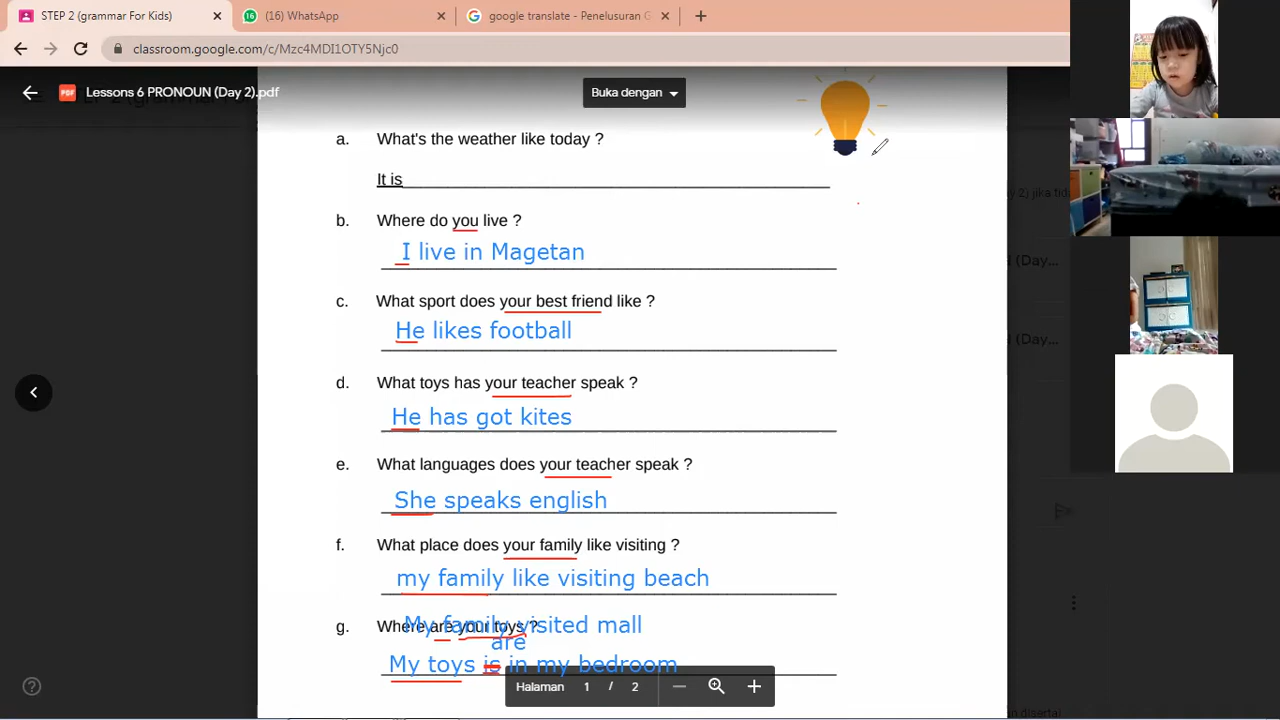 STEP 2 (grammar For Kids)
(16) WhatsApp
google translate - Penelusuran G
classroom.google.com/c/Mzc4MDI1OTY5Njc0
Lessons 6 PRONOUN (Day 2).pdf
Buka dengan
a. What's the weather like today ?
It is
b. Where do you live ?
I live in Magetan
c. What sport does your best friend like ?
He likes football
d. What toys has your teacher speak ?
He has got kites
e. What languages does your teacher speak ?
She speaks english
f. What place does your family like visiting ?
my family like visiting beach
My family visited mall
g. Where are your toys ?
are
My toys is in my bedroom
Halaman 1 / 2